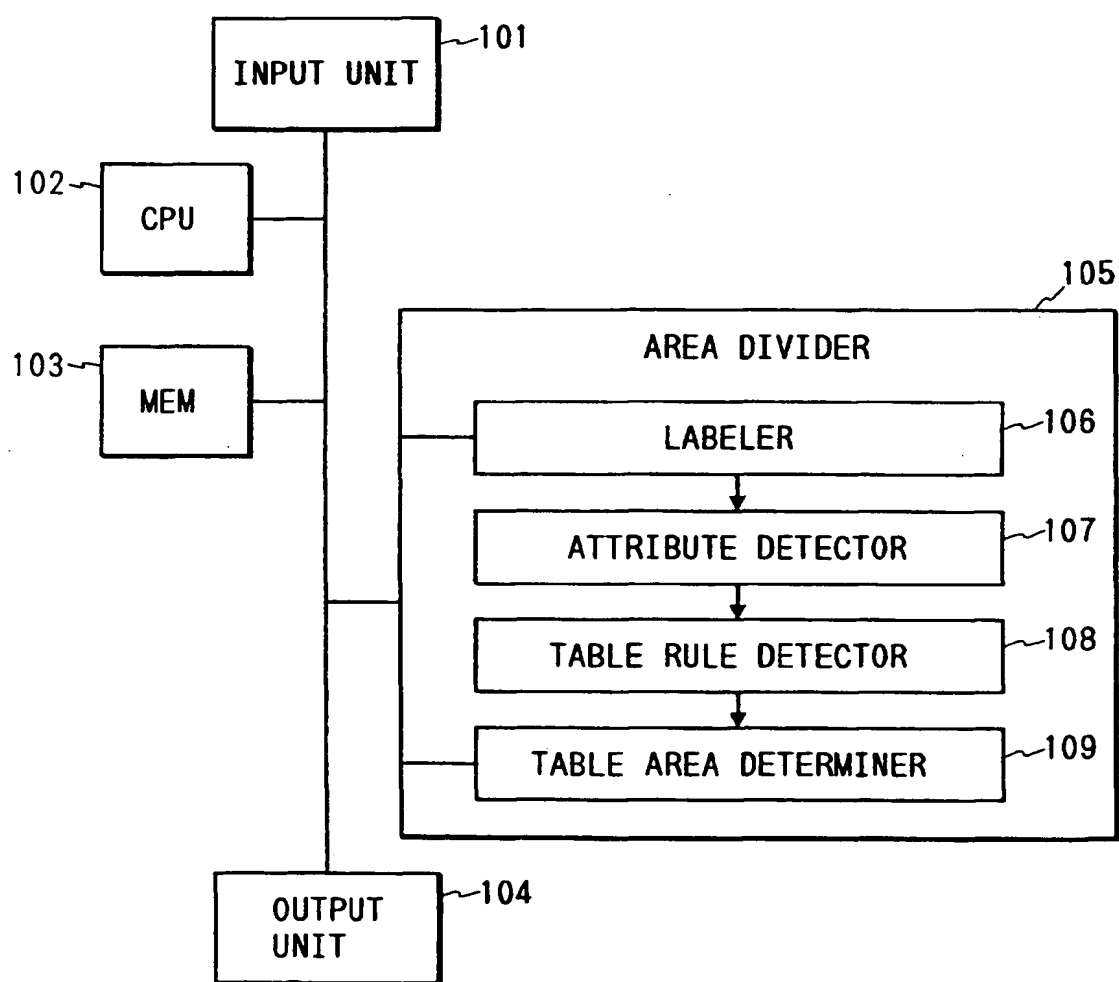 101
INPUT UNIT
102
CPU
105
AREA DIVIDER
103
MEM
106
LABELER
107
ATTRIBUTE DETECTOR
108
TABLE RULE DETECTOR
109
TABLE AREA DETERMINER
104
OUTPUT
UNIT